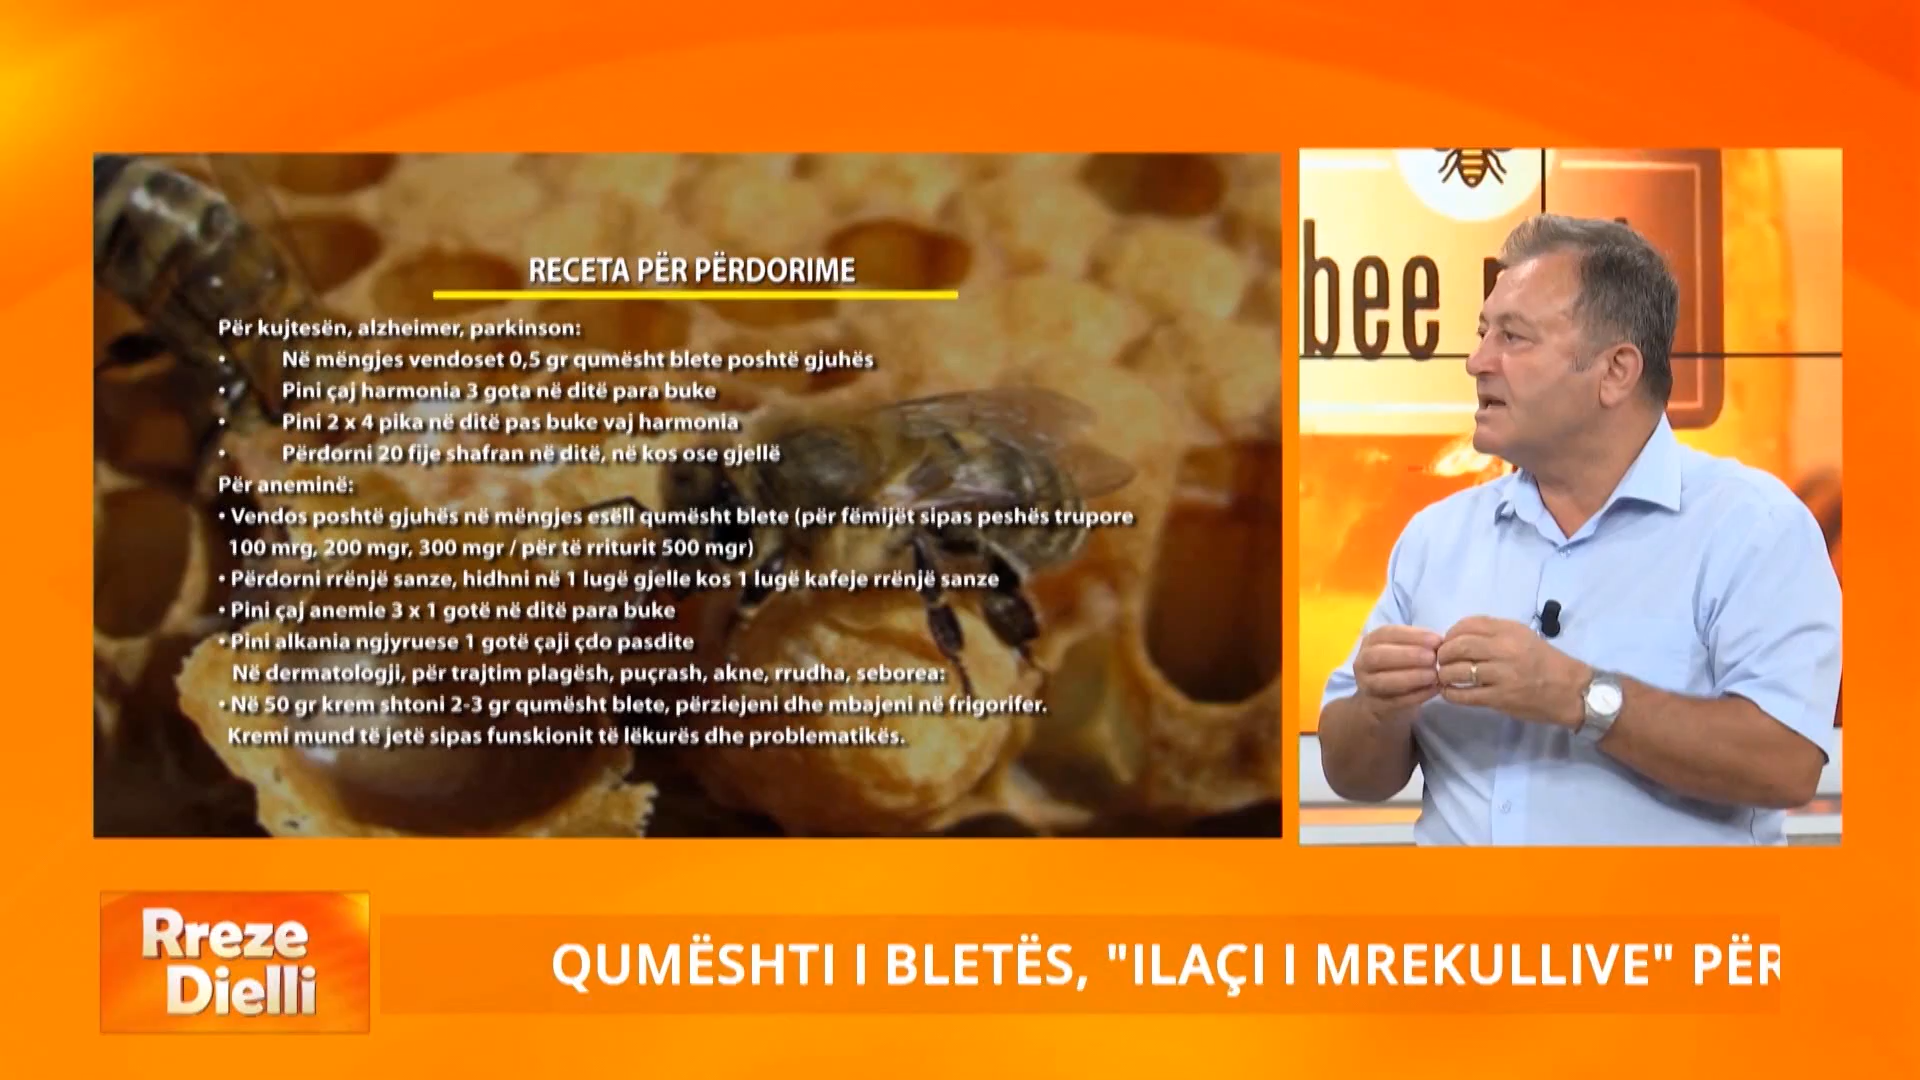 RECETA PËR PËRDORIME
Për kujtesën, alzheimer, parkinson:
• Në mëngjes vendoset 0,5 gr qumësht blete poshtë gjuhës
• Pini çaj harmonia 3 gota në ditë para buke
• Pini 2 x 4 pika në ditë pas buke vaj harmonia
• Përdorni 20 fije shafran në ditë, në kos ose gjellë
Për aneminë:
• Vendos poshtë gjuhës në mëngjes esëll qumësht blete (për fëmijët sipas peshës trupore
100 mrg, 200 mgr, 300 mgr / për të rriturit 500 mgr)
• Përdorni rrënjë sanze, hidhni në 1 lugë gjelle kos 1 lugë kafeje rrënjë sanze
• Pini çaj anemie 3 x 1 gotë në ditë para buke
• Pini alkania ngjyruese 1 gotë çaji çdo pasdite
Në dermatologji, për trajtim plagësh, puçrash, akne, rrudha, seborea:
• Në 50 gr krem shtoni 2-3 gr qumësht blete, përziejeni dhe mbajeni në frigorifer.
Kremi mund të jetë sipas funskionit të lëkurës dhe problematikës.
bee
Rreze
Dielli
QUMËSHTI I BLETËS, "ILAÇI I MREKULLIVE" PËR